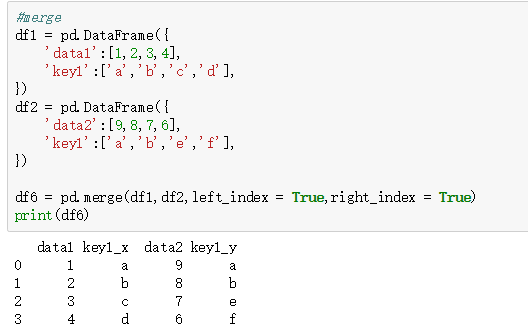 #merge
df1 = pd.DataFrame({
    'data1':[1,2,3,4],
    'key1':['a','b','c','d'],
})
df2 = pd.DataFrame({
    'data2':[9,8,7,6],
    'key1':['a','b','e','f'],
})
df6 = pd.merge(df1,df2,left_index = True,right_index = True)
print(df6)
   data1 key1_x  data2 key1_y
0      1      a      9      a
1      2      b      8      b
2      3      c      7      e
3      4      d      6      f